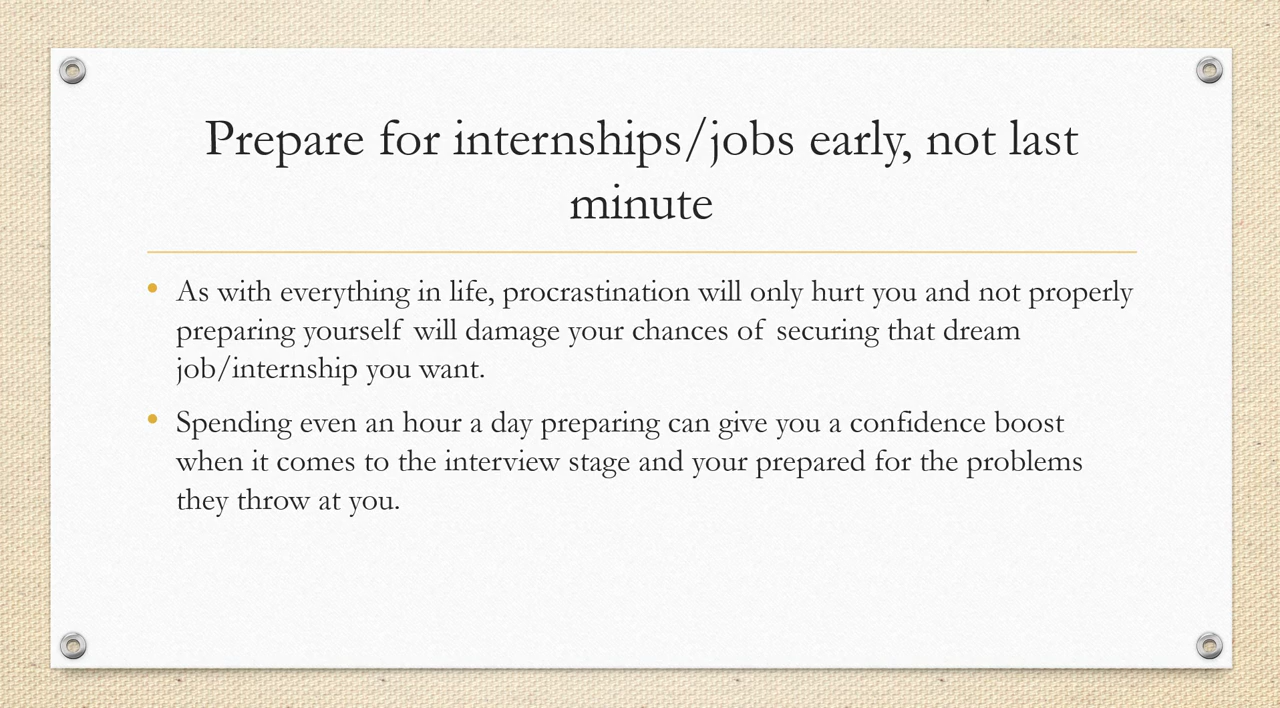 Prepare for internships/jobs early, not last
minute
• As with everything in life, procrastination will only hurt you and not properly
preparing yourself will damage your chances of securing that dream
job/internship you want.
• Spending even an hour a day preparing can give you a confidence boost
when it comes to the interview stage and your prepared for the problems
they throw at you.